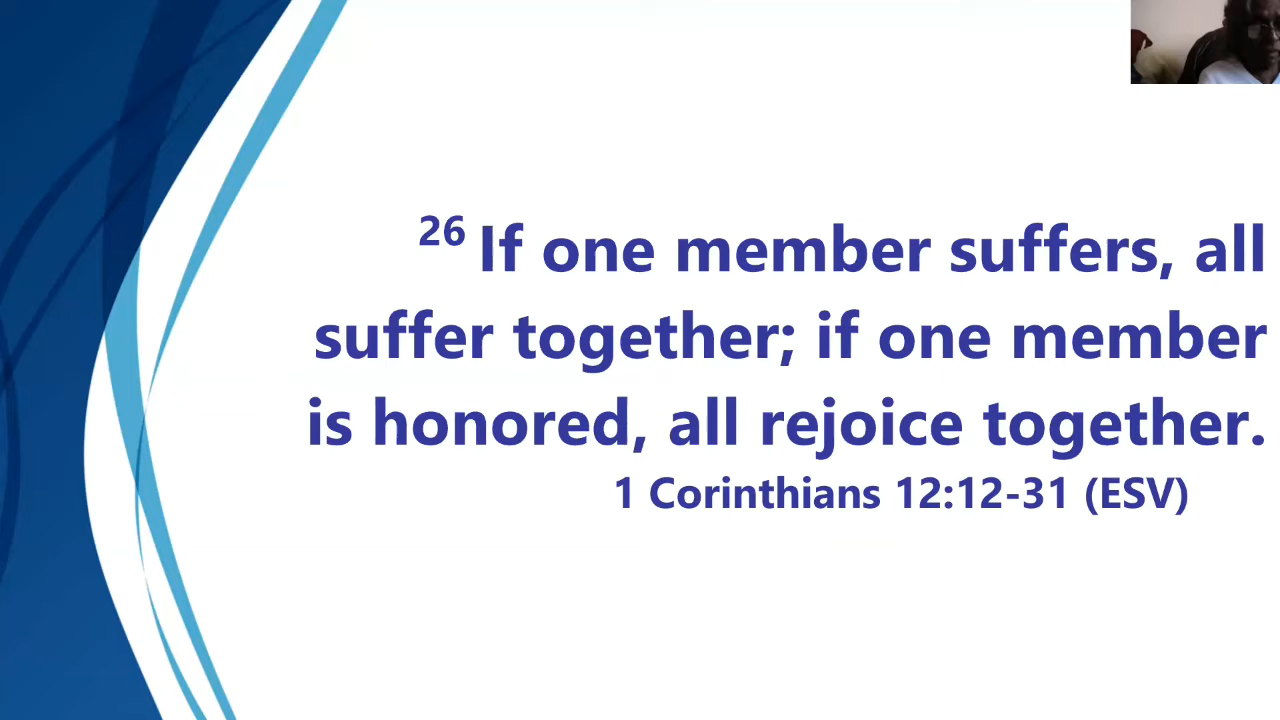 26 If one member suffers, all
suffer together; if one member
is honored, all rejoice together.
1 Corinthians 12:12-31 (ESV)